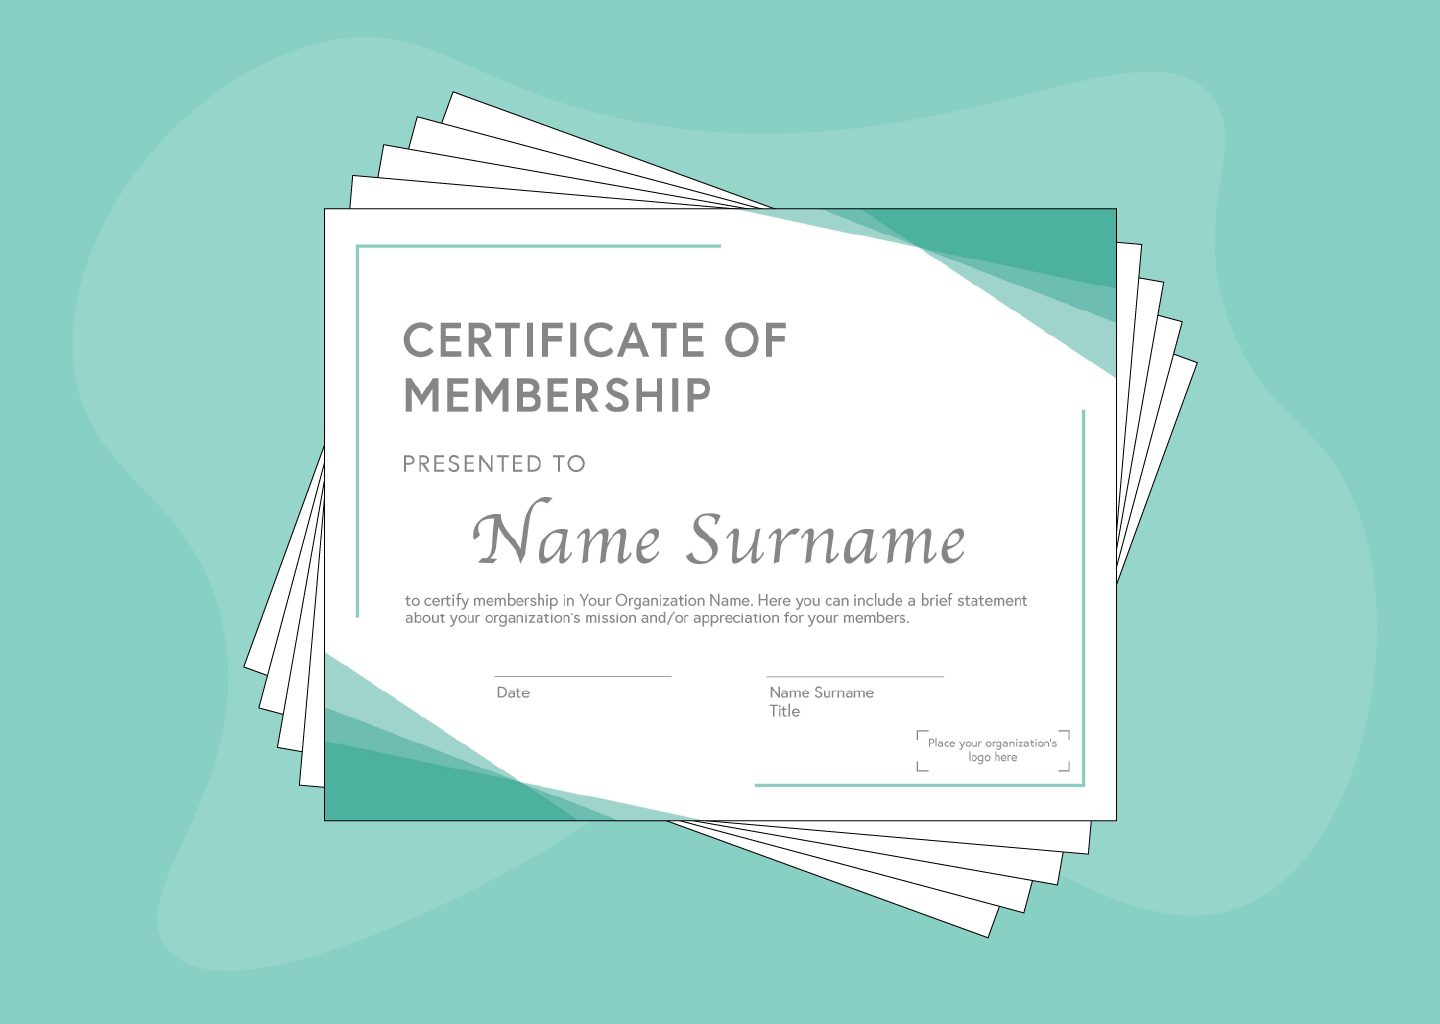 CERTIFICATE OF
MEMBERSHIP
PRESENTED TO
Name Surname
to certify membership in Your Organization Name. Here you can include a brief statement
about your organization's mission and/or appreciation for your members.
Date
Name Surname
Title
Place your organization's
logo here